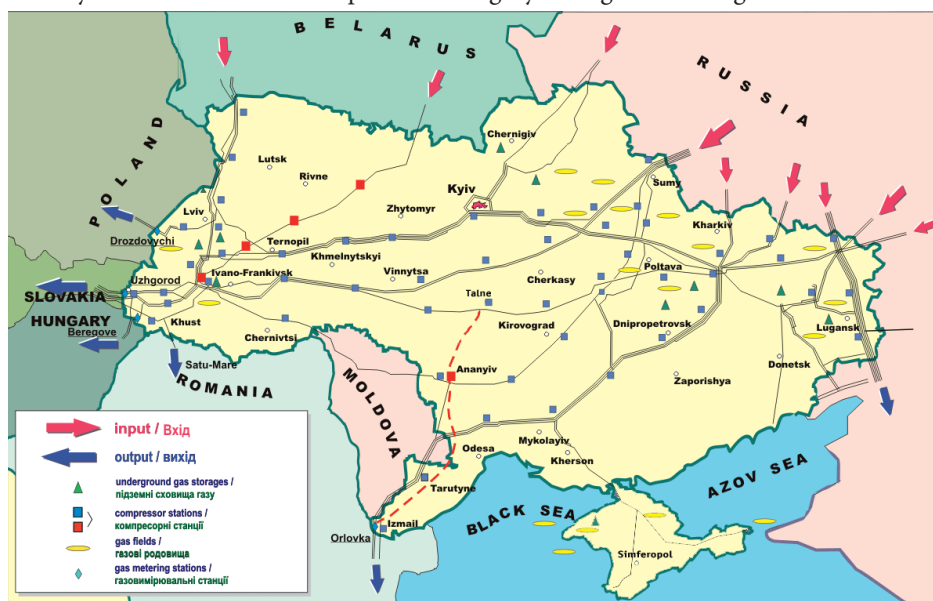 BELARUS
RUSSIA
POLAND
Chernigiv
Lutsk
Rivne
Kyiv
Sumy
Lviv
Zhytomyr
Kharkiv
Drozdovychi
Ternopil
Khmelnytskyi
Poltava
Ivano-Frankivsk
Vinnytsa
Cherkasy
Uzhgorod
SLOVAKIA
Talne
HUNGARY
Khust
Kirovograd
Dnipropetrovsk
Lugansk
Beregove
Chernivtsi
Satu-Mare
Donetsk
ROMANIA
Ananyiv
Zaporishya
MOLDOVA
input / Вхід
output / вихід
underground gas storages /
підземні сховища газу
compressor stations /
компресорні станції
gas fields /
газові родовища
gas metering stations /
газовимірювальні станції
Mykolayiv
Odesa
Kherson
Tarutyne
AZOV SEA
BLACK SEA
Izmail
Orlovka
Simferopol